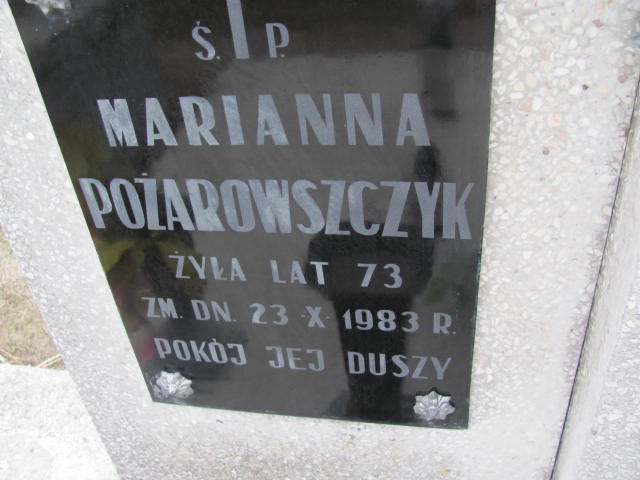 Ś. P.
MARIANNA
POŻAROWSZCZYK
ŻYŁA LAT 73
ZM. DN. 23-X-1983 R.
POKÓJ JEJ DUSZY